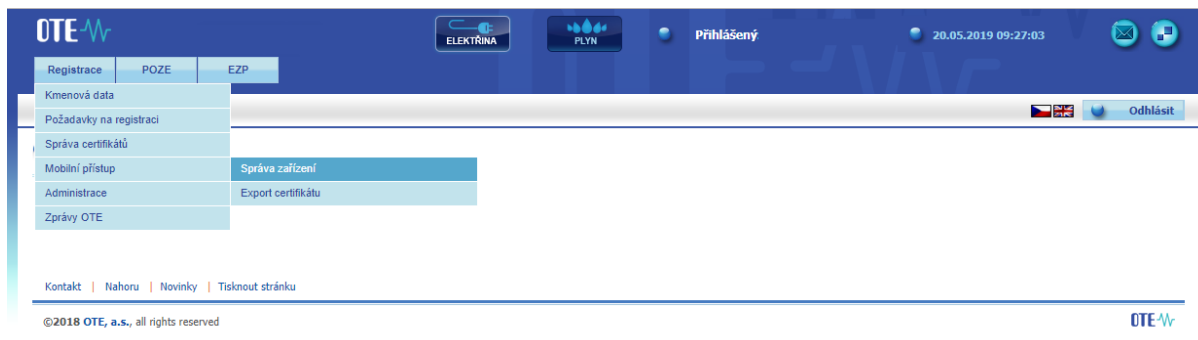 OTE
ELEKTŘINA
PLYN
Přihlášený:
20.05.2019 09:27:03
Registrace POZE EZP
Kmenová data
Požadavky na registraci
Odhlásit
Správa certifikátů
Mobilní přístup Správa zařízení
Administrace Export certifikátu
Zprávy OTE
Kontakt | Nahoru | Novinky | Tisknout stránku
©2018 OTE, a.s., all rights reserved
OTE